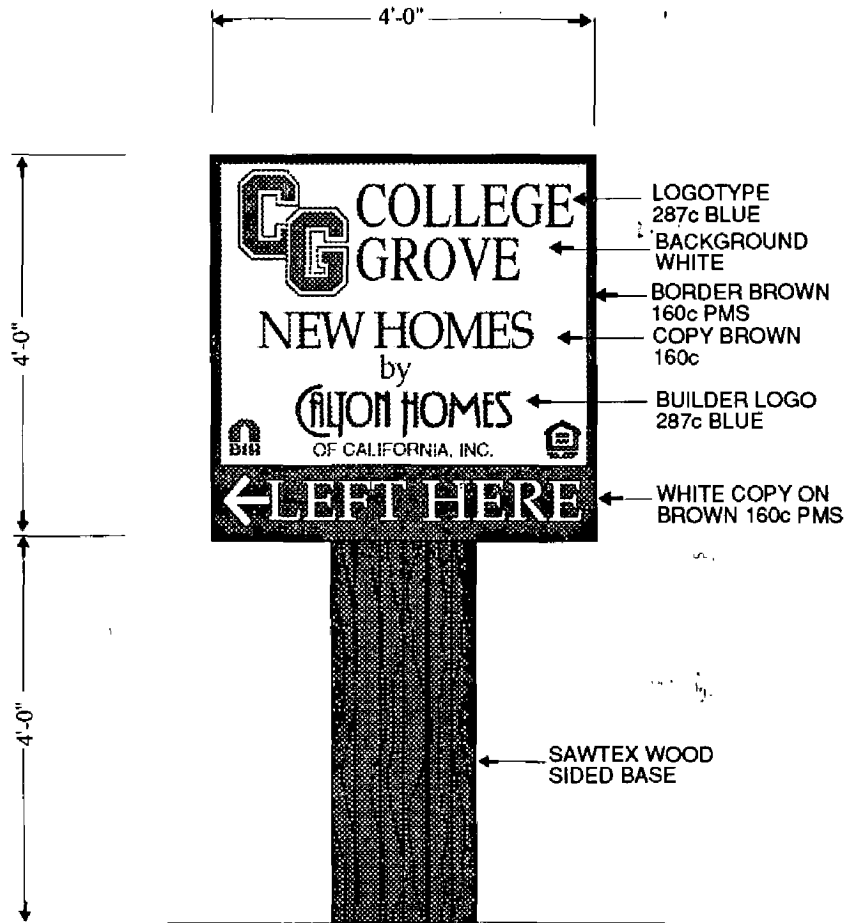 4'-0"
COLLEGE
GROVE
NEW HOMES
by
CALTON HOMES
OF CALIFORNIA, INC.
BIA
LEFT HERE
4'-0"
4'-0"
LOGOTYPE
287c BLUE
BACKGROUND
WHITE
BORDER BROWN
160c PMS
COPY BROWN
160c
BUILDER LOGO
287c BLUE
WHITE COPY ON
BROWN 160c PMS
SAWTEX WOOD
SIDED BASE
CG